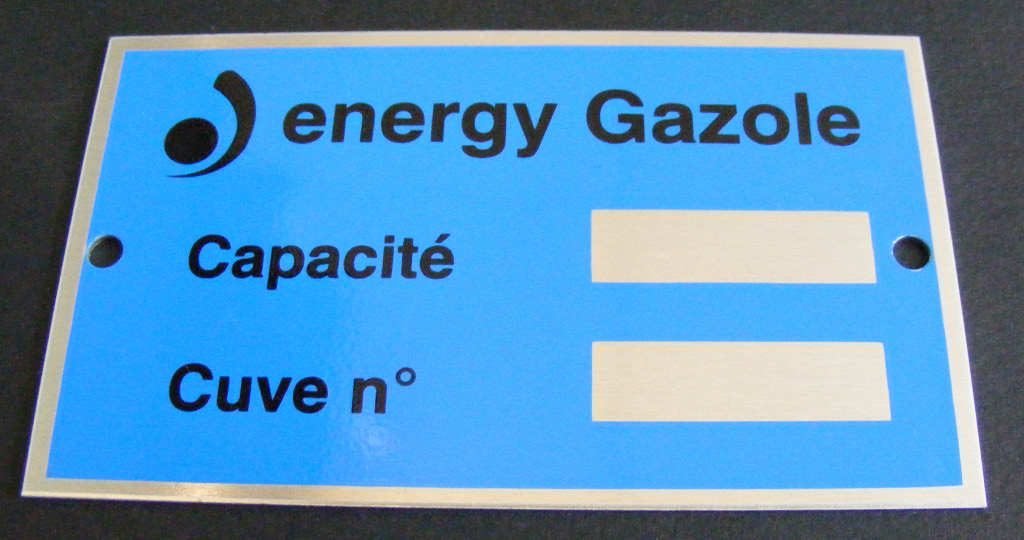 energy Gazole
Capacité
Cuve n°